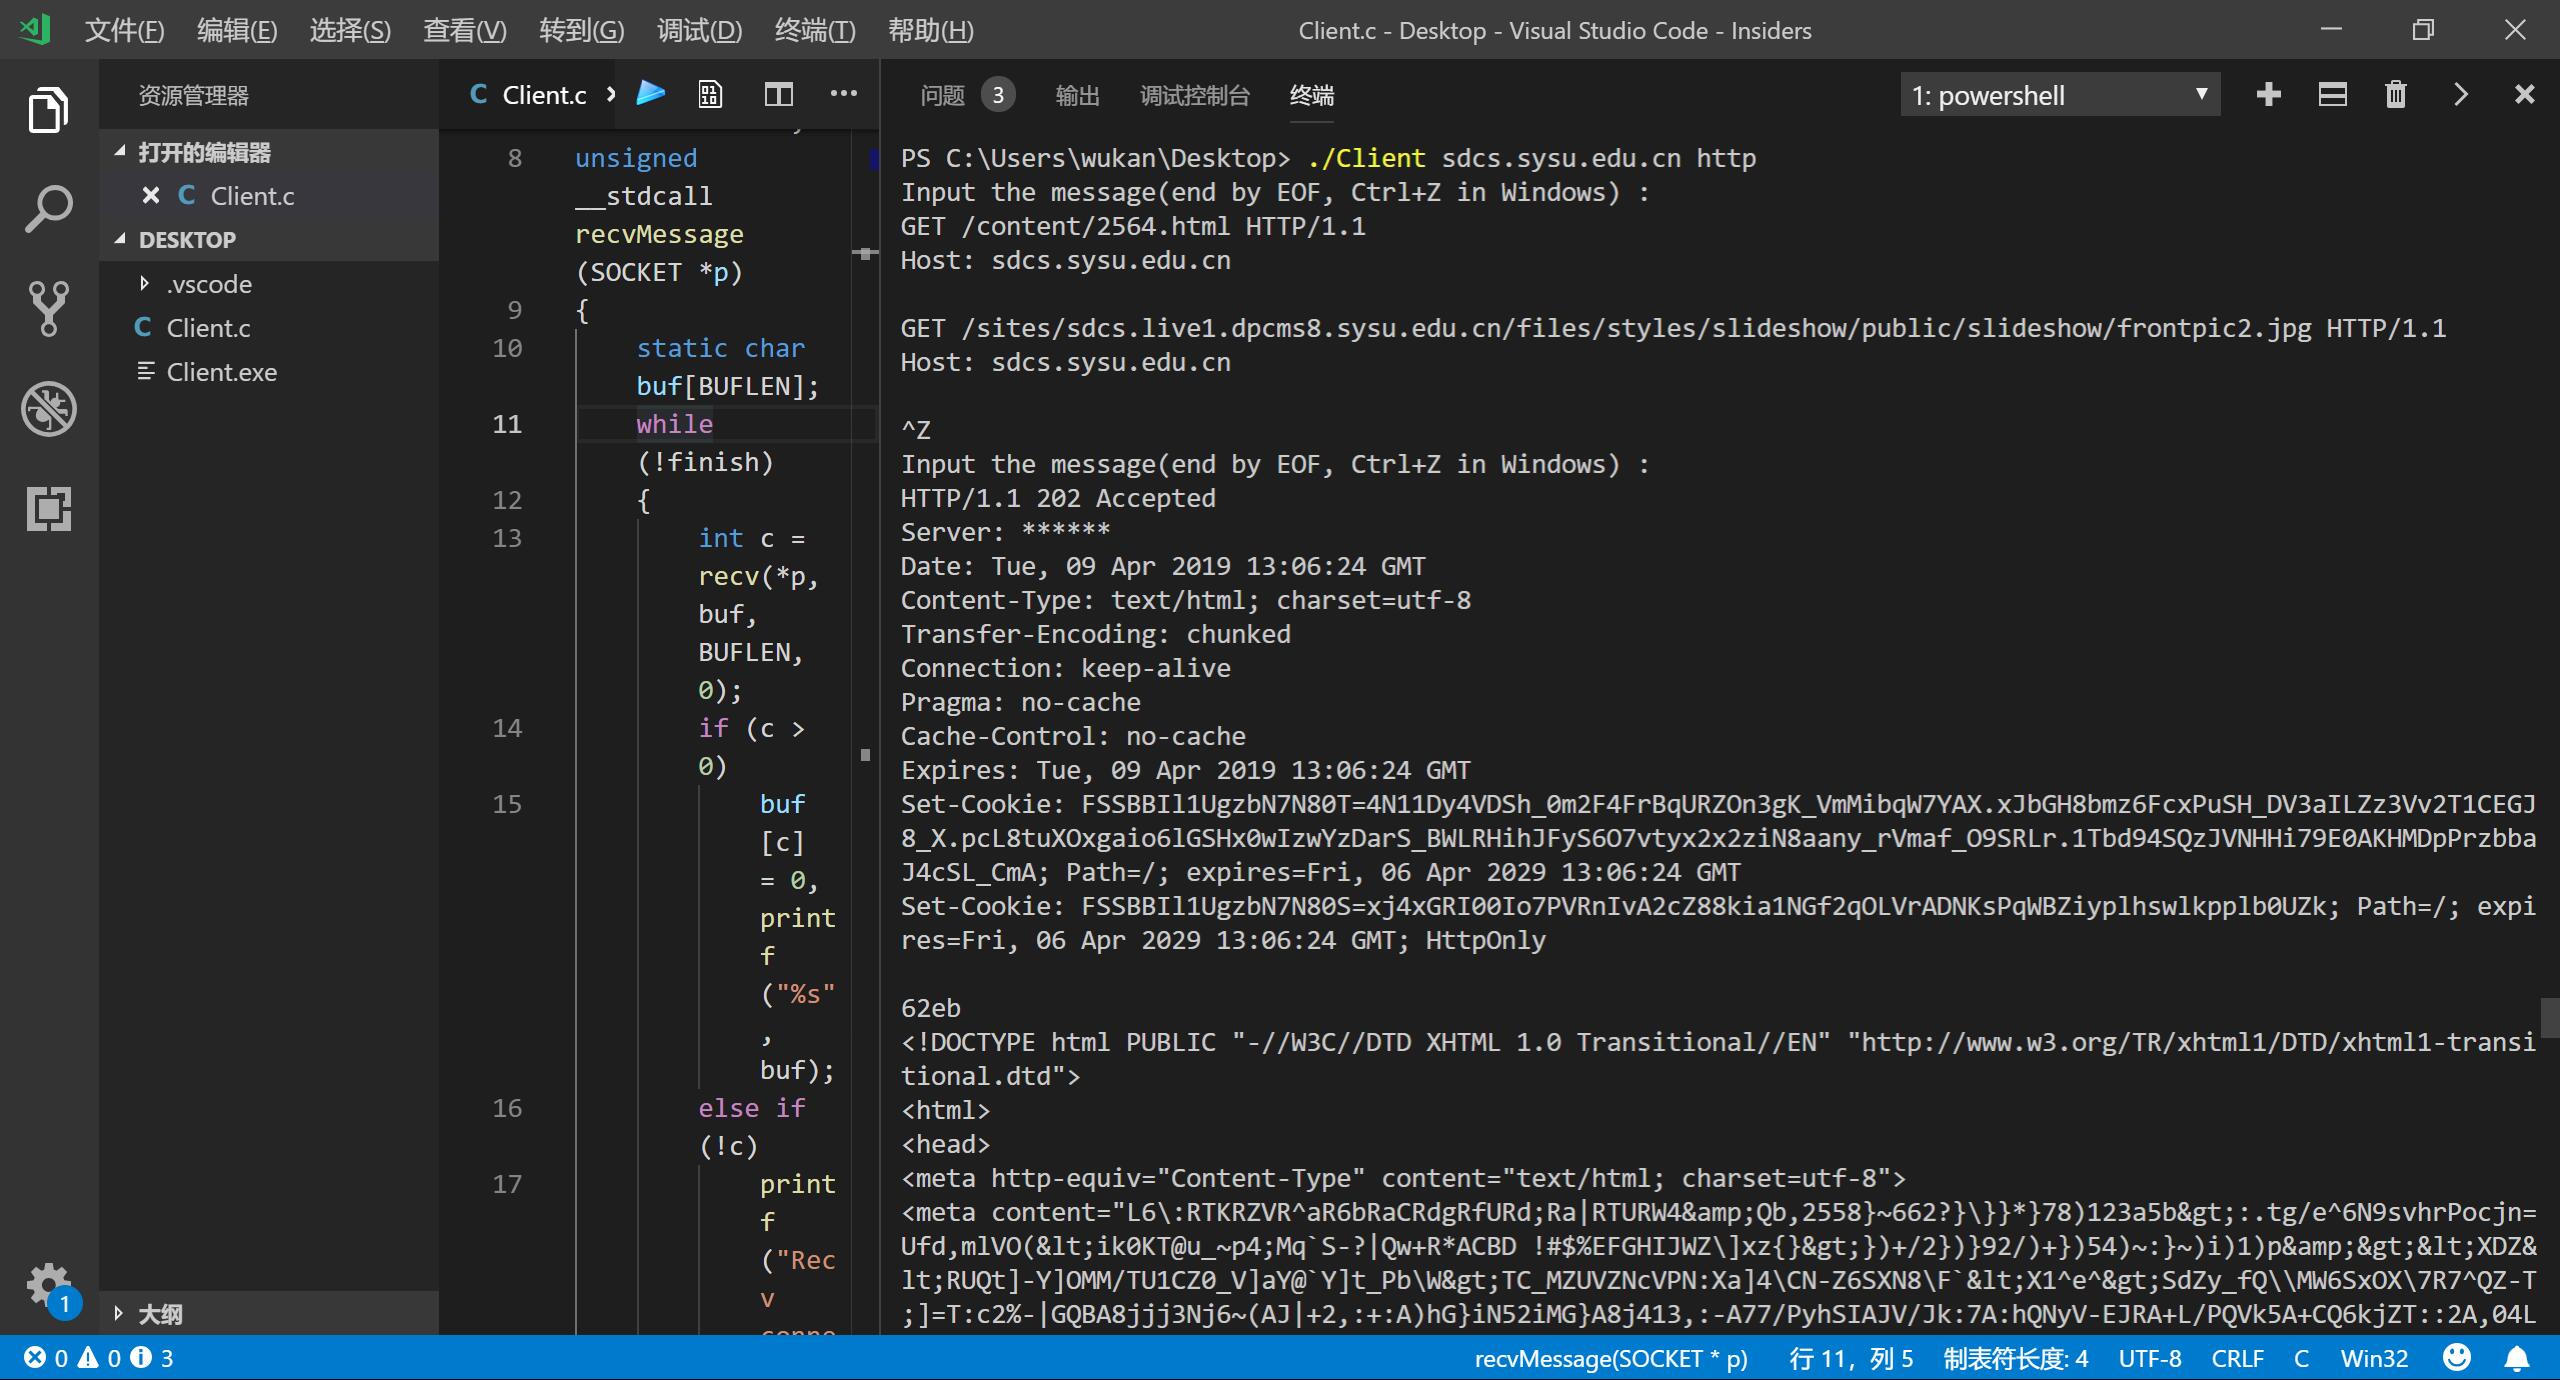 文件(F) 编辑(E) 选择(S) 查看(V) 转到(G) 调试(D) 终端(T) 帮助(H) Client.c - Desktop - Visual Studio Code - Insiders
资源管理器
打开的编辑器
Client.c
DESKTOP
.vscode
Client.c
Client.exe
大纲
Client.c
8 unsigned
__stdcall
recvMessage
(SOCKET *p)
9 {
10 static char
buf[BUFLEN];
11 while
(!finish)
12 {
13 int c =
recv(*p,
buf,
BUFLEN,
0);
14 if (c >
0)
15 buf
[c]
= 0,
print
f
("%s"
,
buf);
16 else if
(!c)
17 print
f
("Rec
v
conne
问题 3 输出 调试控制台 终端 1: powershell
PS C:\Users\wukan\Desktop> ./Client sdcs.sysu.edu.cn http
Input the message(end by EOF, Ctrl+Z in Windows) :
GET /content/2564.html HTTP/1.1
Host: sdcs.sysu.edu.cn
GET /sites/sdcs.live1.dpcms8.sysu.edu.cn/files/styles/slideshow/public/slideshow/frontpic2.jpg HTTP/1.1
Host: sdcs.sysu.edu.cn
^Z
Input the message(end by EOF, Ctrl+Z in Windows) :
HTTP/1.1 202 Accepted
Server: ******
Date: Tue, 09 Apr 2019 13:06:24 GMT
Content-Type: text/html; charset=utf-8
Transfer-Encoding: chunked
Connection: keep-alive
Pragma: no-cache
Cache-Control: no-cache
Expires: Tue, 09 Apr 2019 13:06:24 GMT
Set-Cookie: FSSBBIl1UgzbN7N80T=4N11Dy4VDSh_0m2F4FrBqURZOn3gK_VmMibqW7YAX.xJbGH8bmz6FcxPuSH_DV3aILZz3Vv2T1CEGJ
8_X.pcL8tuXOxgaio6lGSHx0wIzwYzDarS_BWLRHihJFyS6O7vtyx2x2ziN8aany_rVmaf_O9SRLr.1Tbd94SQzJVNHHi79E0AKHMDpPrzbba
J4cSL_CmA; Path=/; expires=Fri, 06 Apr 2029 13:06:24 GMT
Set-Cookie: FSSBBIl1UgzbN7N80S=xj4xGRI00Io7PVRnIvA2cZ88kia1NGf2qOLVrADNKsPqWBZiyplhswlkpplb0UZk; Path=/; expi
res=Fri, 06 Apr 2029 13:06:24 GMT; HttpOnly
62eb
<!DOCTYPE html PUBLIC "-//W3C//DTD XHTML 1.0 Transitional//EN" "http://www.w3.org/TR/xhtml1/DTD/xhtml1-transi
tional.dtd">
<html>
<head>
<meta http-equiv="Content-Type" content="text/html; charset=utf-8">
<meta content="L6\:RTKRZVR^aR6bRaCRdgRfURd;Ra|RTURW4&amp;Qb,2558}~662?}\}}*}78)123a5b&gt;:.tg/e^6N9svhrPocjn=
Ufd,mlVO(&lt;ik0KT@u_~p4;Mq`S-?|Qw+R*ACBD !#$%EFGHIJWZ\]xz{}&gt;})+/2})}92/)+})54)~:}~)i)1)p&amp;&gt;&lt;XDZ&
lt;RUQt]-Y]OMM/TU1CZ0_V]aY@`Y]t_Pb\W&gt;TC_MZUVZNcVPN:Xa]4\CN-Z6SXN8\F`&lt;X1^e^&gt;SdZy_fQ\\MW6SxOX\7R7^QZ-T
;]=T:c2%-|GQBA8jjj3Nj6~(AJ|+2,:+:A)hG}iN52iMG}A8j413,:-A77/PyhSIAJV/Jk:7A:hQNyV-EJRA+L/PQVk5A+CQ6kjZT::2A,04L
1
0 0 3 recvMessage(SOCKET * p) 行 11，列 5 制表符长度: 4 UTF-8 CRLF C Win32